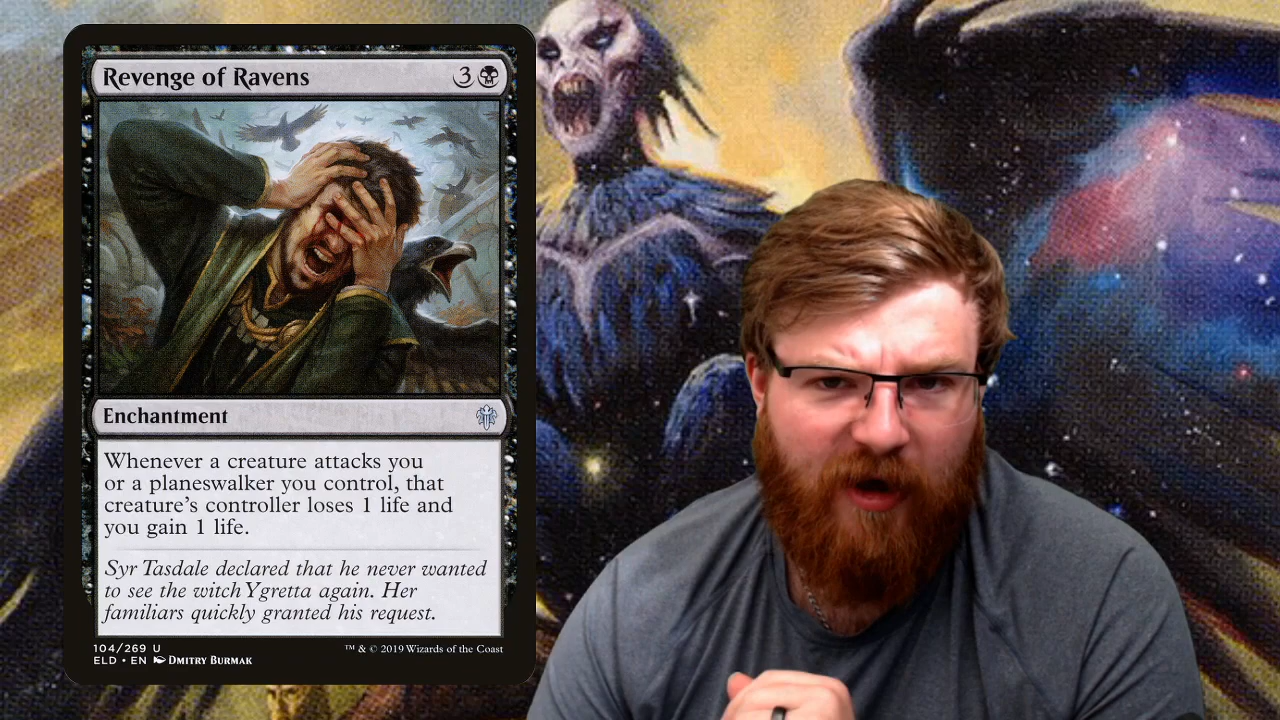 Revenge of Ravens 3
Enchantment
Whenever a creature attacks you
or a planeswalker you control, that
creature's controller loses 1 life and
you gain 1 life.
Syr Tasdale declared that he never wanted
to see the witch Ygretta again. Her
familiars quickly granted his request.
104/269 U
ELD • EN Dmitry Burmak
™ & © 2019 Wizards of the Coast